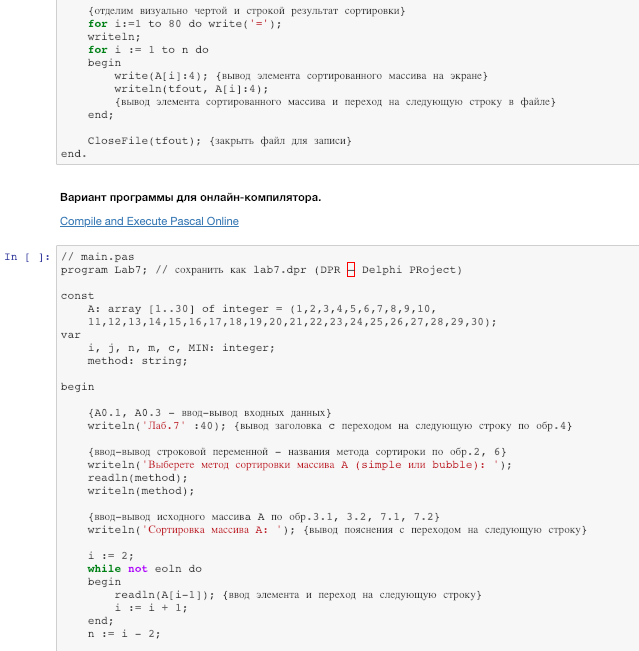 {отделим визуально чертой и строкой результат сортировки}
for i:=1 to 80 do write('=');
writeln;
for i := 1 to n do
begin
write(A[i]:4); {вывод элемента сортированного массива на экране}
writeln(tfout, A[i]:4);
{вывод элемента сортированного массива и переход на следующую строку в файле}
end;
CloseFile(tfout); {закрыть файл для записи}
end.
Вариант программы для онлайн-компилятора.
Compile and Execute Pascal Online
In [ ]:
// main.pas
program Lab7; // сохранить как lab7.dpr (DPR – Delphi PRoject)
const
A: array [1..30] of integer = (1,2,3,4,5,6,7,8,9,10,
11,12,13,14,15,16,17,18,19,20,21,22,23,24,25,26,27,28,29,30);
var
i, j, n, m, c, MIN: integer;
method: string;
begin
{A0.1, A0.3 - ввод-вывод входных данных}
writeln('Лаб.7' :40); {вывод заголовка с переходом на следующую строку по обр.4}
{ввод-вывод строковой переменной - названия метода сортироки по обр.2, 6}
writeln('Выберете метод сортировки массива A (simple или bubble): ');
readln(method);
writeln(method);
{ввод-вывод исходного массива A по обр.3.1, 3.2, 7.1, 7.2}
writeln('Сортировка массива A: '); {вывод пояснения с переходом на следующую строку}
i := 2;
while not eoln do
begin
readln(A[i-1]); {ввод элемента и переход на следующую строку}
i := i + 1;
end;
n := i - 2;